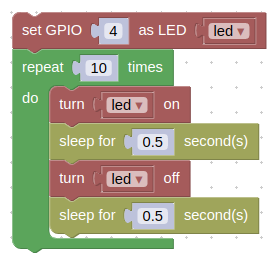 set GPIO 4 as LED led
repeat 10 times
do turn led on
sleep for 0.5 second(s)
turn led off
sleep for 0.5 second(s)